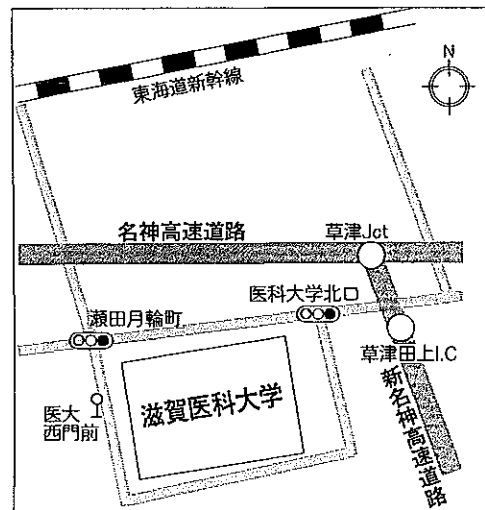 東海道新幹線
N
名神高速道路
草津Jct
医科大学北口
瀬田月輪町
草津田上I.C
滋賀医科大学
医大
西門前
新名神高速道路